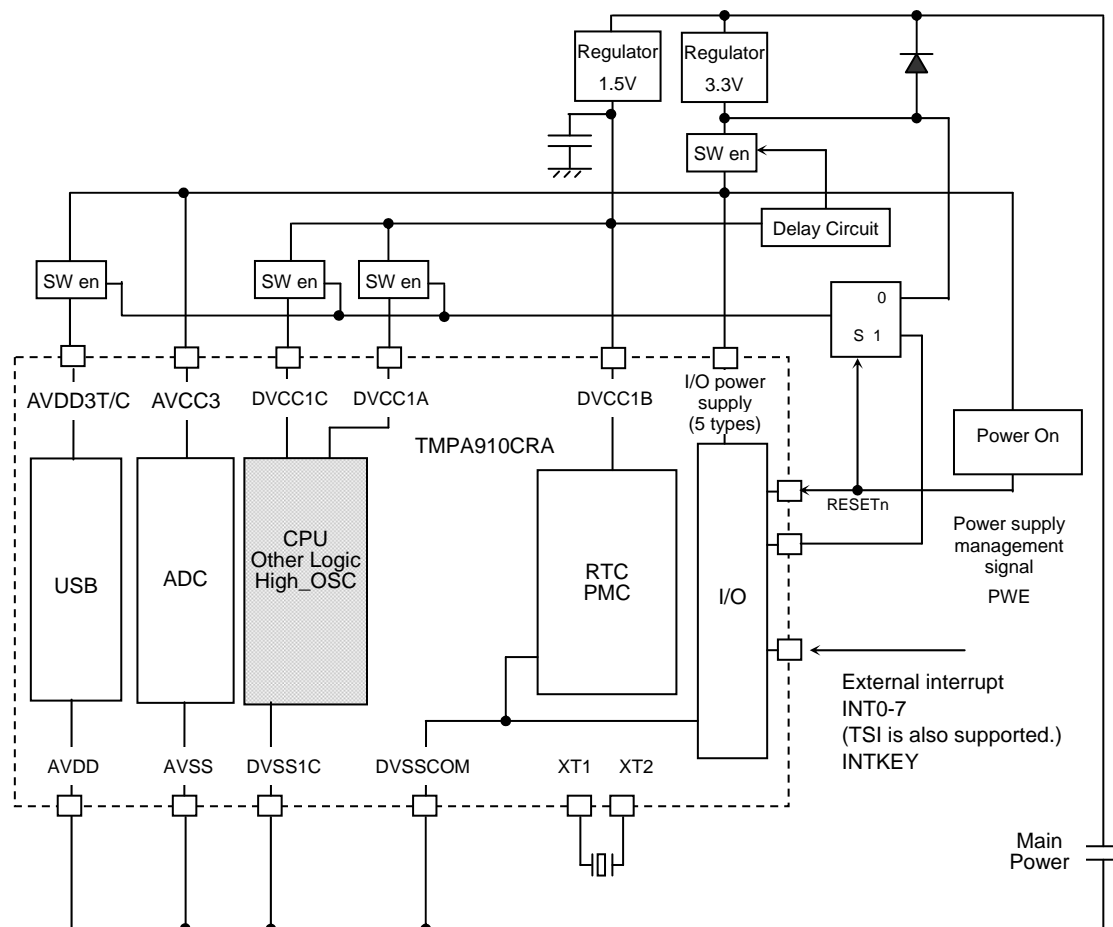 Regulator
1.5V
Regulator
3.3V
SW en
Delay Circuit
SW en
SW en
SW en
0
S 1
AVDD3T/C
AVCC3
DVCC1C
DVCC1A
DVCC1B
I/O power
supply
(5 types)
TMPA910CRA
Power On
RESETn
USB
ADC
CPU
Other Logic
High_OSC
RTC
PMC
I/O
Power supply
management
signal
PWE
External interrupt
INT0-7
(TSI is also supported.)
INTKEY
AVDD
AVSS
DVSS1C
DVSSCOM
XT1
XT2
Main
Power